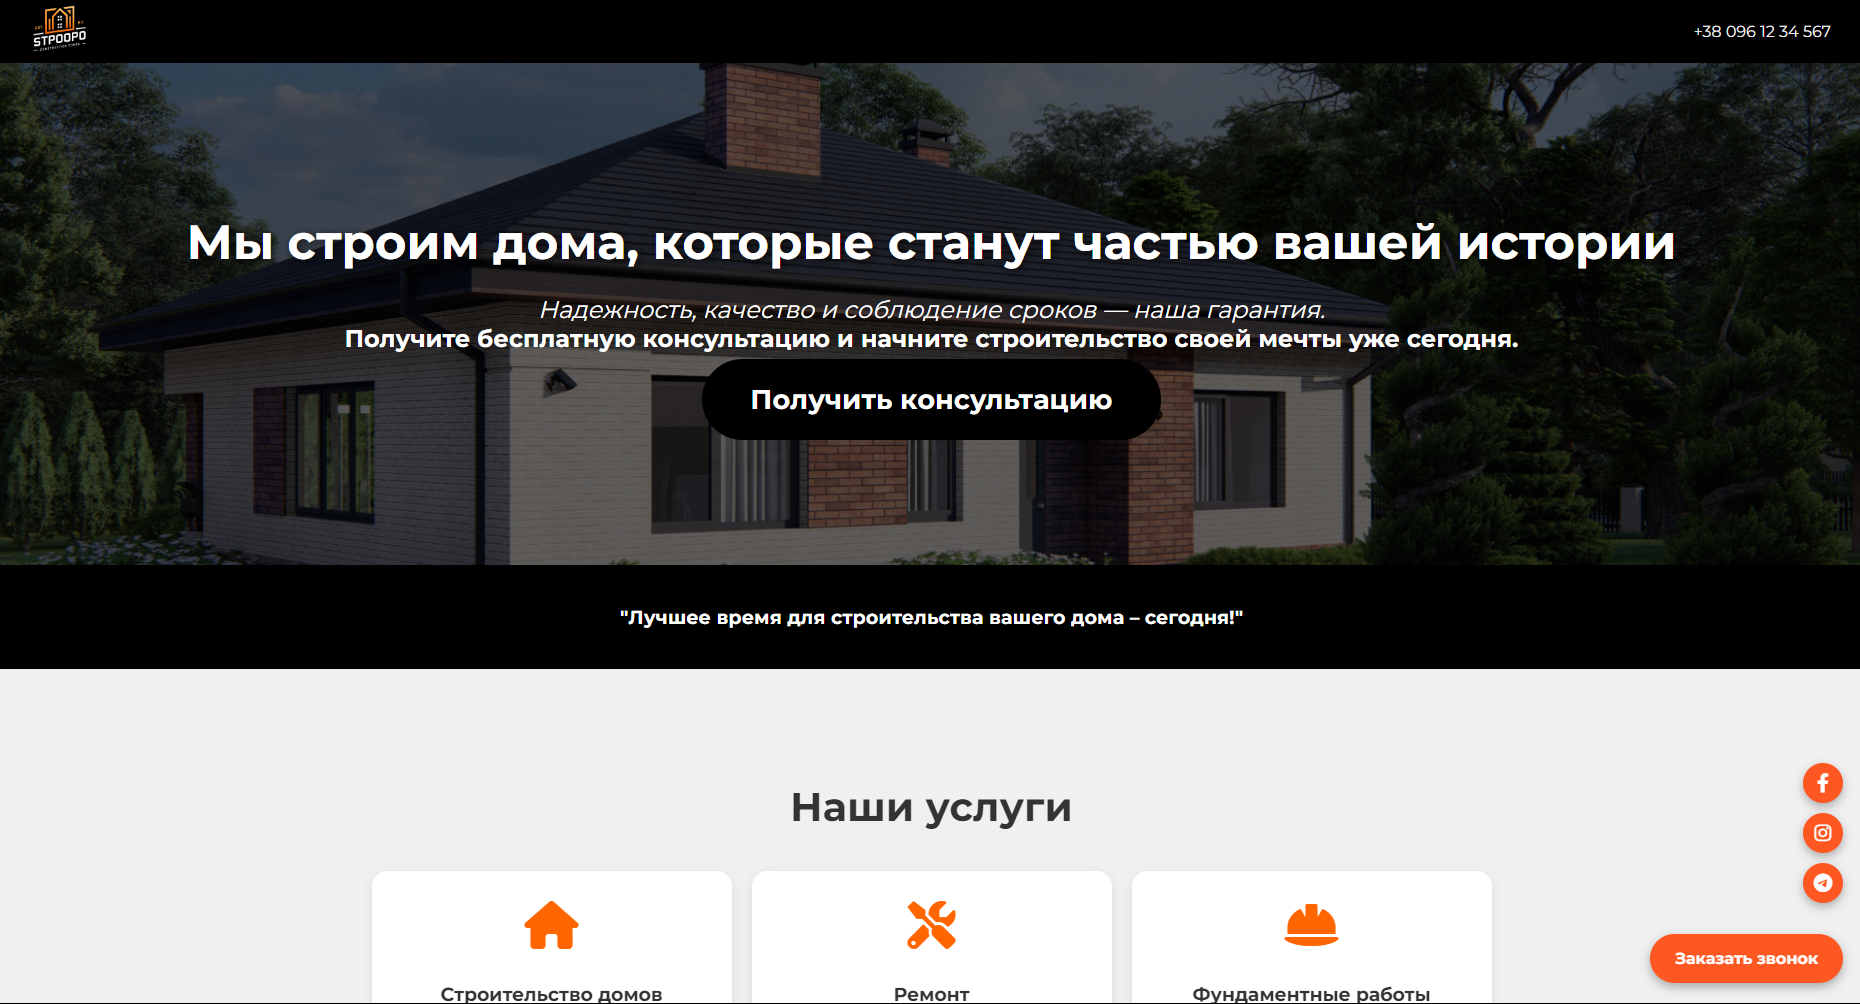 STPOOPO
+38 096 12 34 567
Мы строим дома, которые станут частью вашей истории
Надежность, качество и соблюдение сроков — наша гарантия.
Получите бесплатную консультацию и начните строительство своей мечты уже сегодня.
Получить консультацию
"Лучшее время для строительства вашего дома – сегодня!"
Наши услуги
Строительство домов
Ремонт
Фундаментные работы
Заказать звонок